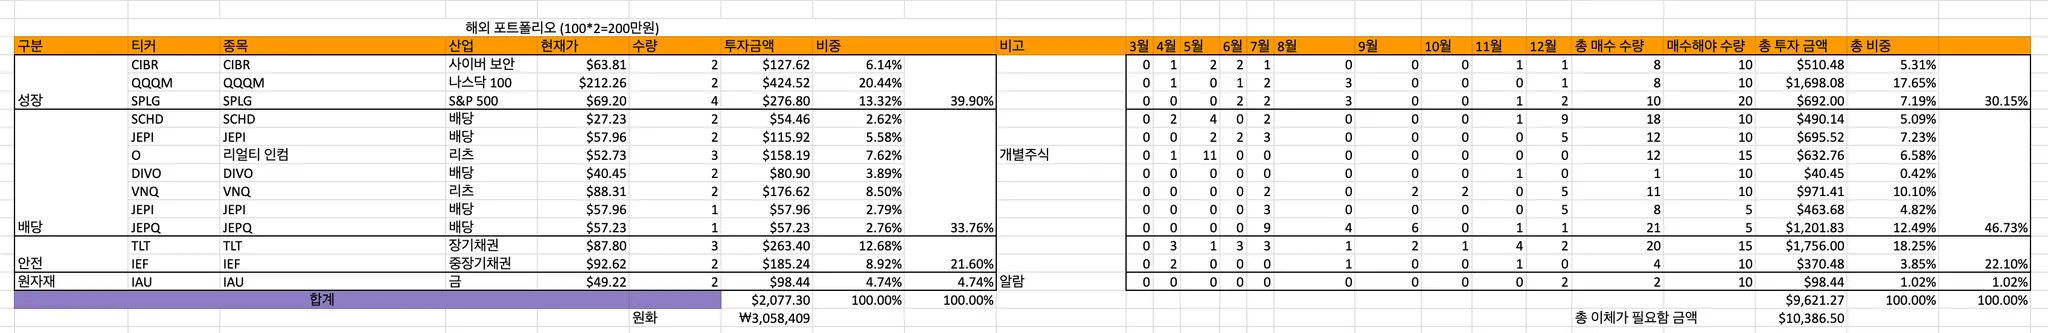 해외 포트폴리오 (100*2=200만원)
구분 티커 종목 산업 현재가 수량 투자금액 비중 비고 3월 4월 5월 6월 7월 8월 9월 10월 11월 12월 총 매수 수량 매수해야 수량 총 투자 금액 총 비중
CIBR CIBR 사이버 보안 $63.81 2 $127.62 6.14% 0 1 2 2 1 0 0 0 1 1 8 10 $510.48 5.31%
QQQM QQQM 나스닥 100 $212.26 2 $424.52 20.44% 0 1 0 1 2 3 0 0 0 1 8 10 $1,698.08 17.65%
성장 SPLG SPLG S&P 500 $69.20 4 $276.80 13.32% 39.90% 0 0 0 2 2 3 0 0 1 2 10 20 $692.00 7.19% 30.15%
SCHD SCHD 배당 $27.23 2 $54.46 2.62% 0 2 4 0 2 0 0 0 1 9 18 10 $490.14 5.09%
JEPI JEPI 배당 $57.96 2 $115.92 5.58% 0 0 2 2 3 0 0 0 0 5 12 10 $695.52 7.23%
O 리얼티 인컴 리츠 $52.73 3 $158.19 7.62% 개별주식 0 1 11 0 0 0 0 0 0 0 12 15 $632.76 6.58%
DIVO DIVO 배당 $40.45 2 $80.90 3.89% 0 0 0 0 0 0 0 0 1 0 1 10 $40.45 0.42%
VNQ VNQ 리츠 $88.31 2 $176.62 8.50% 0 0 0 0 2 0 2 2 0 5 11 10 $971.41 10.10%
JEPI JEPI 배당 $57.96 1 $57.96 2.79% 0 0 0 0 3 0 0 0 0 5 8 5 $463.68 4.82%
배당 JEPQ JEPQ 배당 $57.23 1 $57.23 2.76% 33.76% 0 0 0 0 9 4 6 0 1 1 21 5 $1,201.83 12.49% 46.73%
TLT TLT 장기채권 $87.80 3 $263.40 12.68% 0 3 1 3 3 1 2 1 4 2 20 15 $1,756.00 18.25%
안전 IEF IEF 중장기채권 $92.62 2 $185.24 8.92% 21.60% 0 2 0 0 0 1 0 0 1 0 4 10 $370.48 3.85% 22.10%
원자재 IAU IAU 금 $49.22 2 $98.44 4.74% 4.74% 알람 0 0 0 0 0 0 0 0 0 2 2 10 $98.44 1.02% 1.02%
합계 $2,077.30 100.00% 100.00% $9,621.27 100.00% 100.00%
원화 ₩3,058,409 총 이체가 필요함 금액 $10,386.50